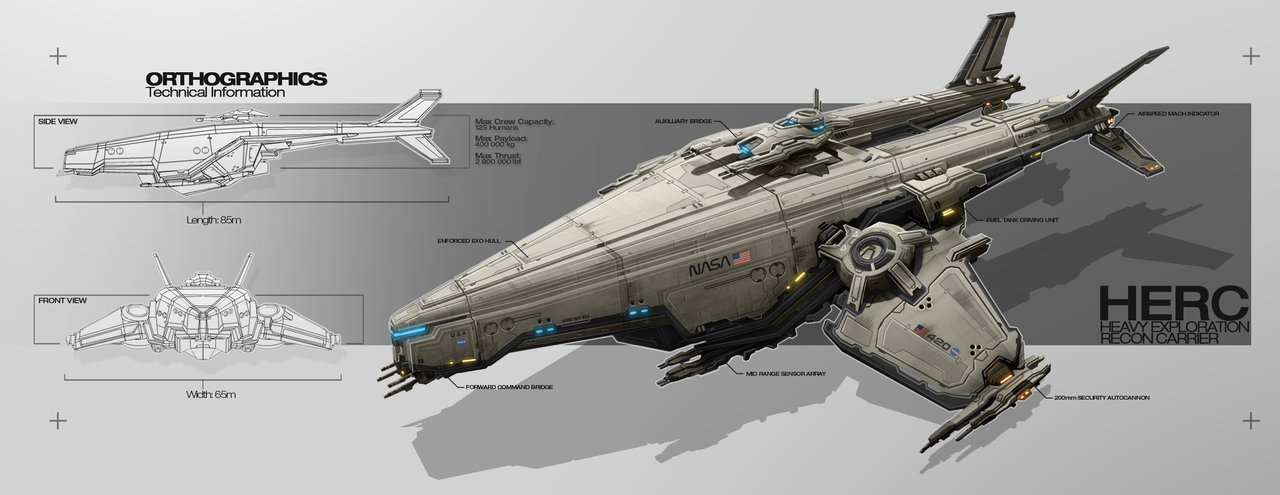 ORTHOGRAPHICS
Technical Information
SIDE VIEW
Max Crew Capacity:
125 Humans
Max Payload:
400 000 kg
Max Thrust:
2 800 000 lbf
Length: 85m
FRONT VIEW
Width: 65m
AUXILLIARY BRIDGE
AIRSPEED MACH INDICATOR
ENFORCED EXO HULL
FUEL TANK DRIVING UNIT
NASA
USA
420
MID RANGE SENSOR ARRAY
FORWARD COMMAND BRIDGE
200mm SECURITY AUTOCANNON
HERC
HEAVY EXPLORATION
RECON CARRIER